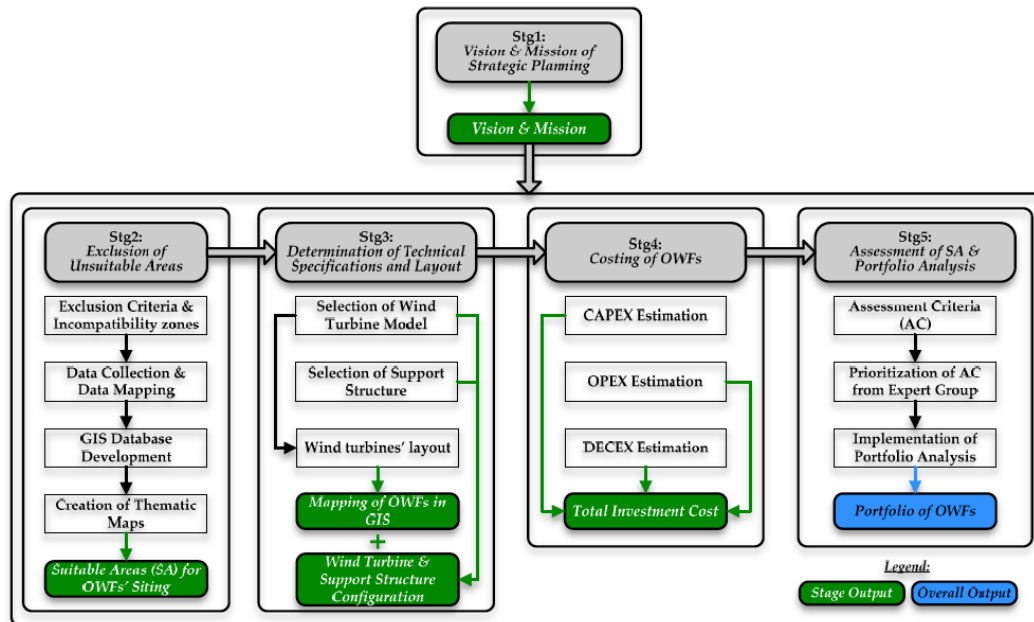 Stg1:
Vision & Mission of
Strategic Planning
Vision & Mission
Stg2:
Exclusion of
Unsuitable Areas
Exclusion Criteria &
Incompatibility zones
Data Collection &
Data Mapping
GIS Database
Development
Creation of Thematic
Maps
Suitable Areas (SA) for
OWFs' Siting
Stg3:
Determination of Technical
Specifications and Layout
Selection of Wind
Turbine Model
Selection of Support
Structure
Wind turbines' layout
Mapping of OWFs in
GIS
+
Wind Turbine &
Support Structure
Configuration
Stg4:
Costing of OWFs
CAPEX Estimation
OPEX Estimation
DECEX Estimation
Total Investment Cost
Stg5:
Assessment of SA &
Portfolio Analysis
Assessment Criteria
(AC)
Prioritization of AC
from Expert Group
Implementation of
Portfolio Analysis
Portfolio of OWFs
Legend:
Stage Output
Overall Output